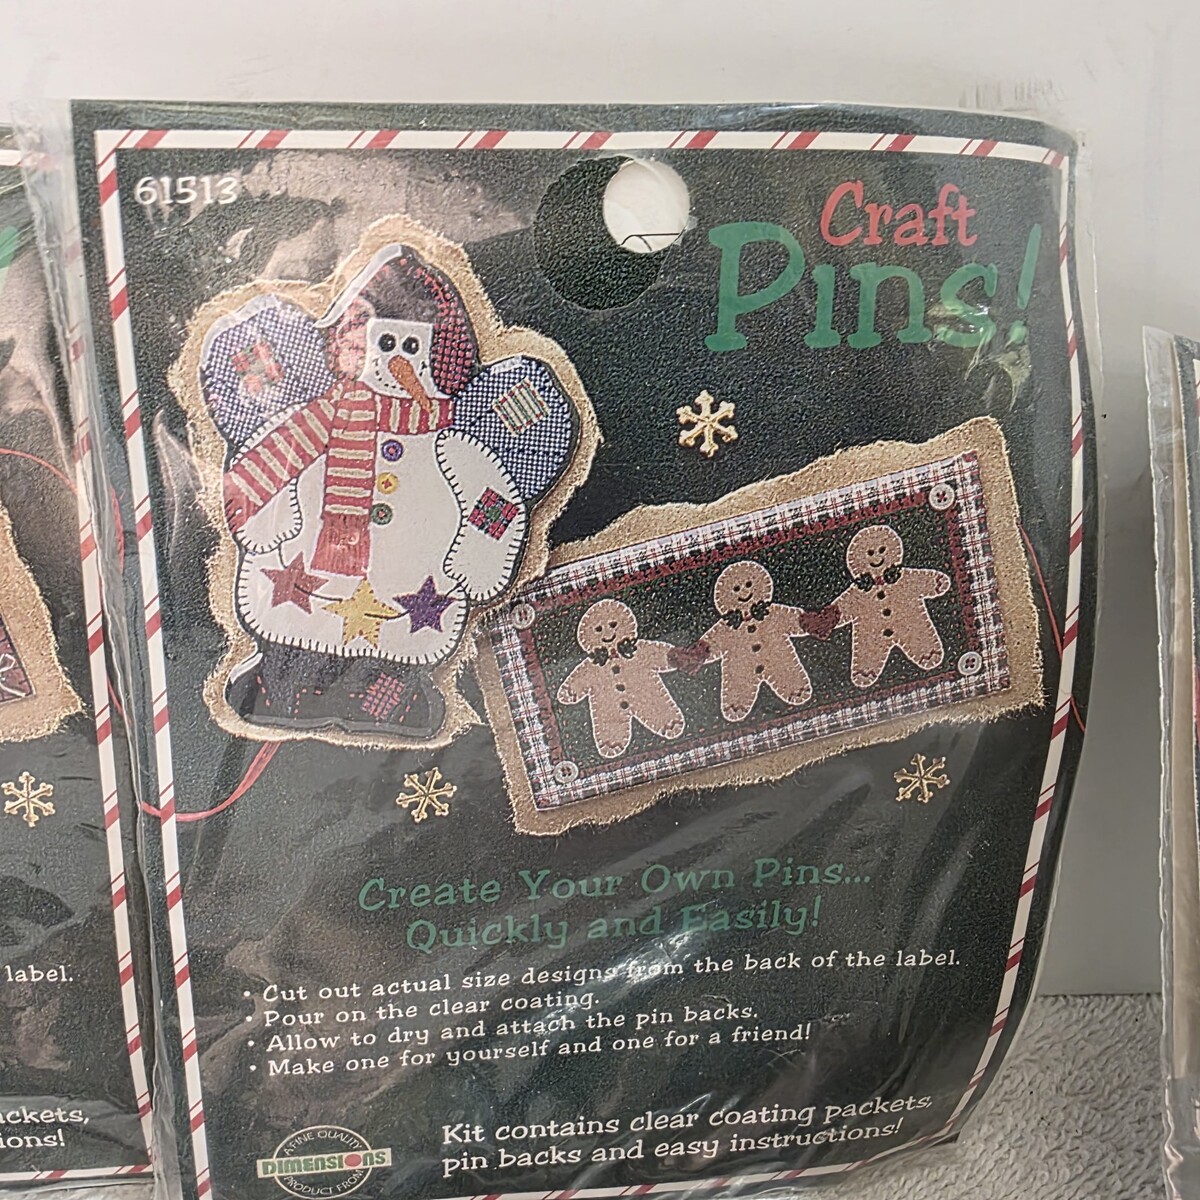 61513
Craft
Pins!
Create Your Own Pins...
Quickly and Easily!
• Cut out actual size designs from the back of the label.
• Pour on the clear coating.
• Allow to dry and attach the pin backs.
• Make one for yourself and one for a friend!
Kit contains clear coating packets,
pin backs and easy instructions!
A FINE QUALITY
DIMENSIONS
PRODUCT FROM
label.
ackets,
ions!